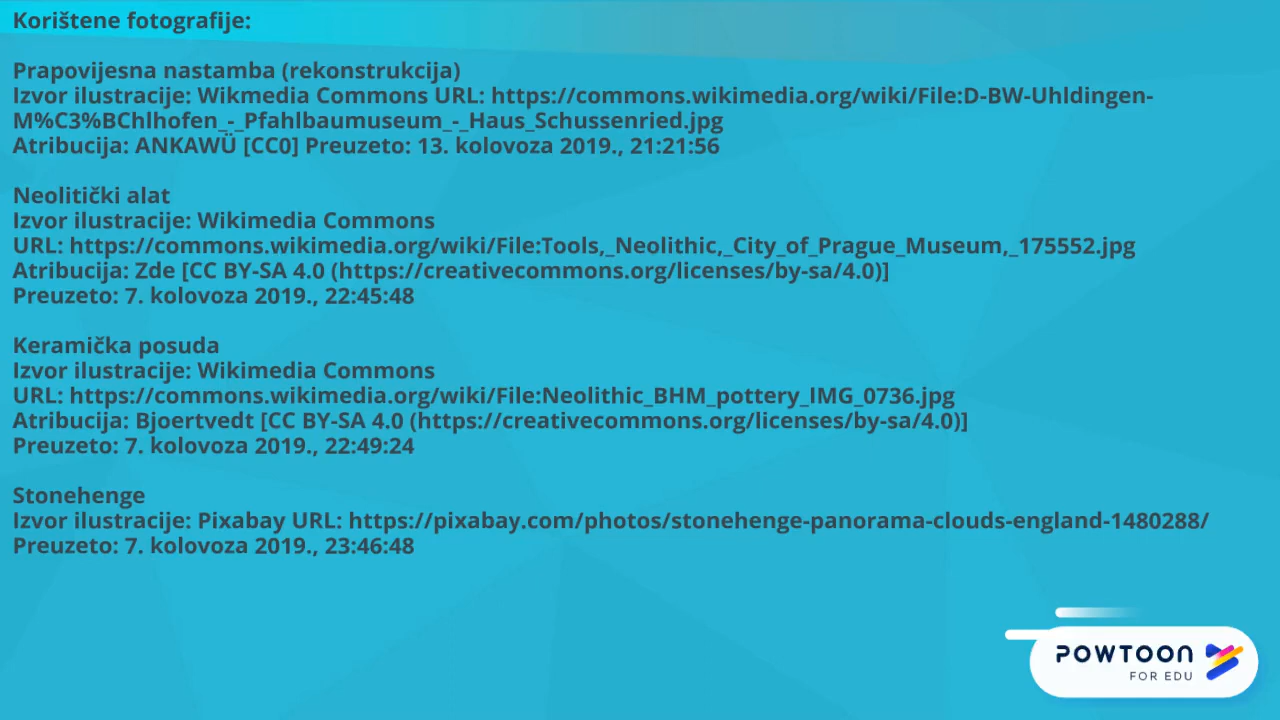 Korištene fotografije:
Prapovijesna nastamba (rekonstrukcija)
Izvor ilustracije: Wikmedia Commons URL: https://commons.wikimedia.org/wiki/File:D-BW-Uhldingen-
M%C3%BChlhofen_-_Pfahlbaumuseum_-_Haus_Schussenried.jpg
Atribucija: ANKAWÜ [CC0] Preuzeto: 13. kolovoza 2019., 21:21:56
Neolitički alat
Izvor ilustracije: Wikimedia Commons
URL: https://commons.wikimedia.org/wiki/File:Tools,_Neolithic,_City_of_Prague_Museum,_175552.jpg
Atribucija: Zde [CC BY-SA 4.0 (https://creativecommons.org/licenses/by-sa/4.0)]
Preuzeto: 7. kolovoza 2019., 22:45:48
Keramička posuda
Izvor ilustracije: Wikimedia Commons
URL: https://commons.wikimedia.org/wiki/File:Neolithic_BHM_pottery_IMG_0736.jpg
Atribucija: Bjoertvedt [CC BY-SA 4.0 (https://creativecommons.org/licenses/by-sa/4.0)]
Preuzeto: 7. kolovoza 2019., 22:49:24
Stonehenge
Izvor ilustracije: Pixabay URL: https://pixabay.com/photos/stonehenge-panorama-clouds-england-1480288/
Preuzeto: 7. kolovoza 2019., 23:46:48
POWTOON
FOR EDU